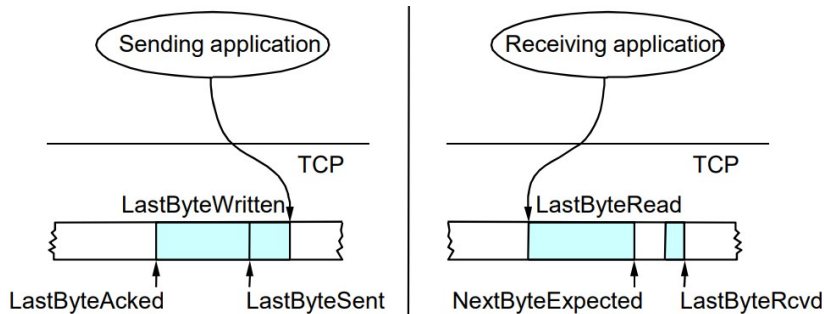 Sending application
Receiving application
TCP
TCP
LastByteWritten
LastByteRead
LastByteAcked
LastByteSent
NextByteExpected
LastByteRcvd